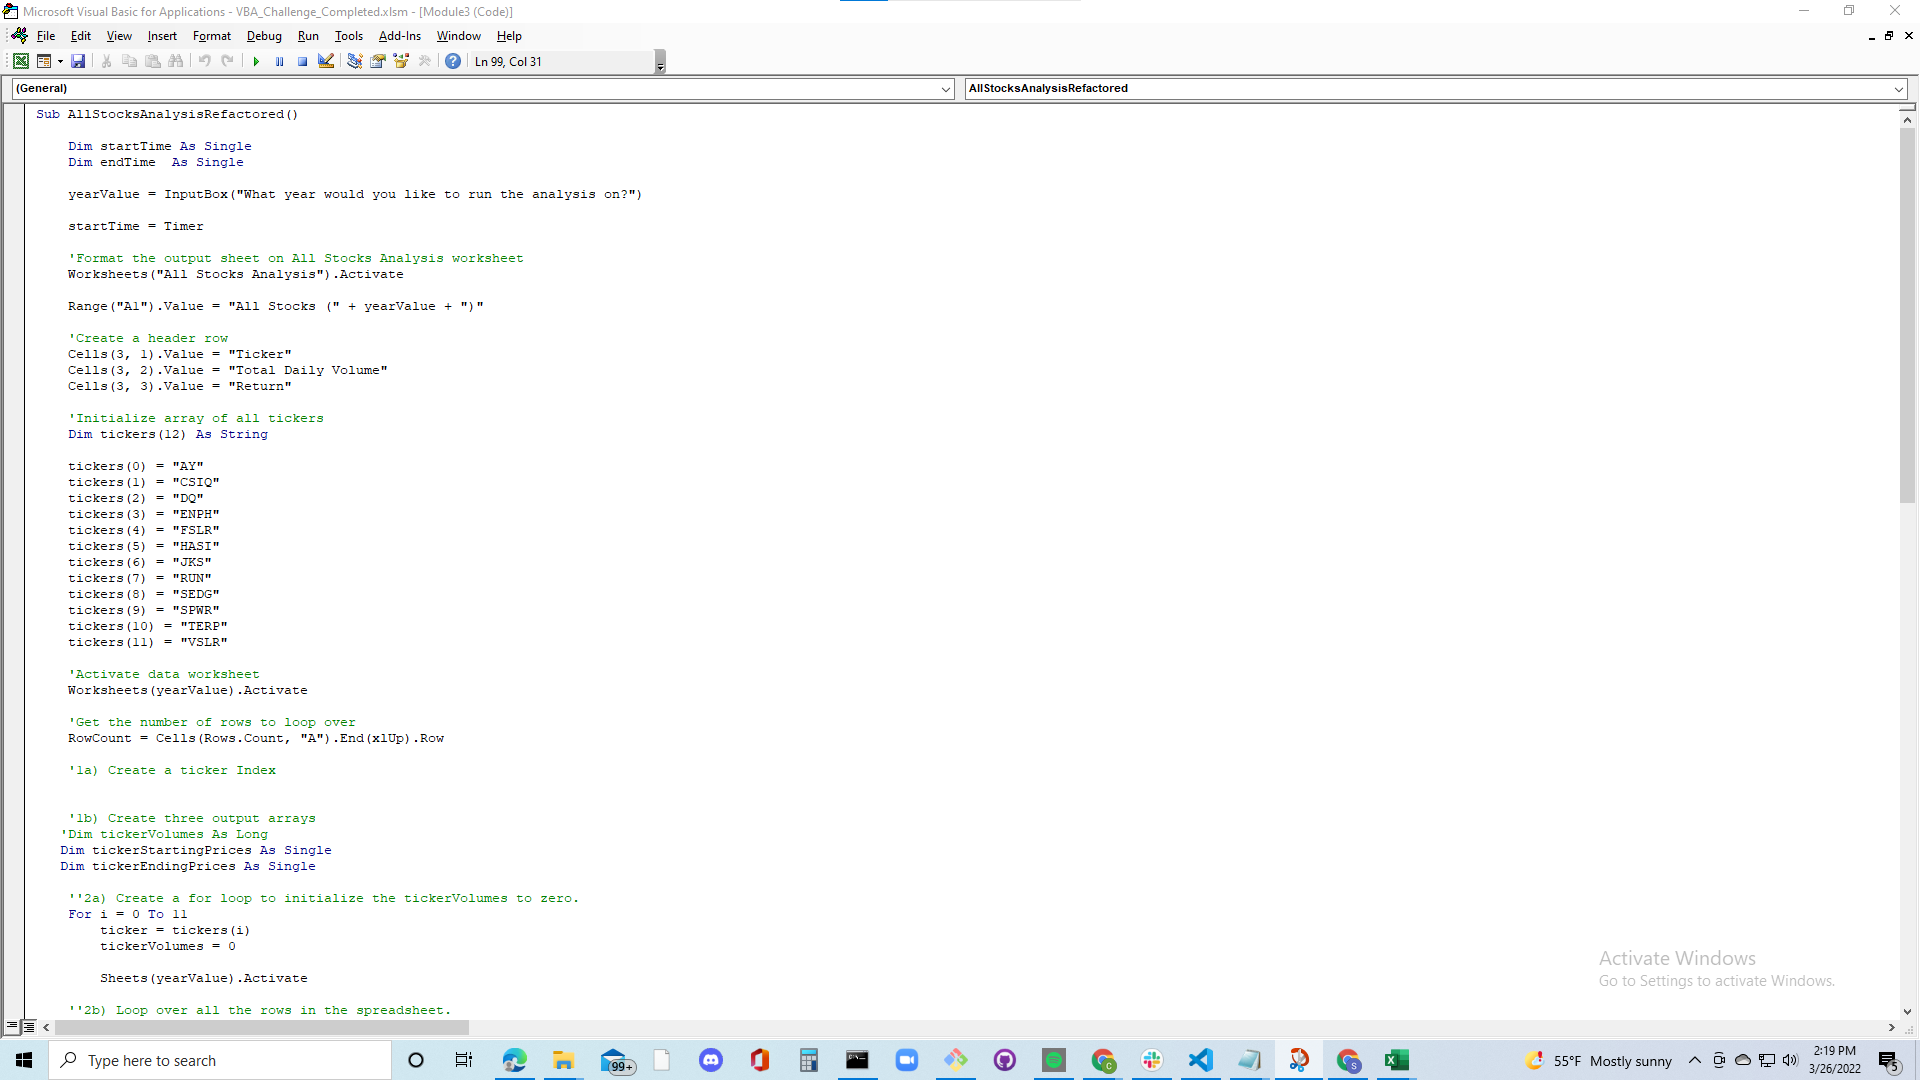 Microsoft Visual Basic for Applications - VBA_Challenge_Completed.xlsm - [Module3 (Code)]
File Edit View Insert Format Debug Run Tools Add-Ins Window Help
Ln 99, Col 31
(General) AllStocksAnalysisRefactored
Sub AllStocksAnalysisRefactored()
Dim startTime As Single
Dim endTime  As Single
yearValue = InputBox("What year would you like to run the analysis on?")
startTime = Timer
'Format the output sheet on All Stocks Analysis worksheet
Worksheets("All Stocks Analysis").Activate
Range("A1").Value = "All Stocks (" + yearValue + ")"
'Create a header row
Cells(3, 1).Value = "Ticker"
Cells(3, 2).Value = "Total Daily Volume"
Cells(3, 3).Value = "Return"
'Initialize array of all tickers
Dim tickers(12) As String
tickers(0) = "AY"
tickers(1) = "CSIQ"
tickers(2) = "DQ"
tickers(3) = "ENPH"
tickers(4) = "FSLR"
tickers(5) = "HASI"
tickers(6) = "JKS"
tickers(7) = "RUN"
tickers(8) = "SEDG"
tickers(9) = "SPWR"
tickers(10) = "TERP"
tickers(11) = "VSLR"
'Activate data worksheet
Worksheets(yearValue).Activate
'Get the number of rows to loop over
RowCount = Cells(Rows.Count, "A").End(xlUp).Row
'1a) Create a ticker Index
'1b) Create three output arrays
'Dim tickerVolumes As Long
Dim tickerStartingPrices As Single
Dim tickerEndingPrices As Single
''2a) Create a for loop to initialize the tickerVolumes to zero.
For i = 0 To 11
ticker = tickers(i)
tickerVolumes = 0
Sheets(yearValue).Activate
''2b) Loop over all the rows in the spreadsheet.
Activate Windows
Go to Settings to activate Windows.
Type here to search
99+
C
S
55°F Mostly sunny
2:19 PM
3/26/2022
5